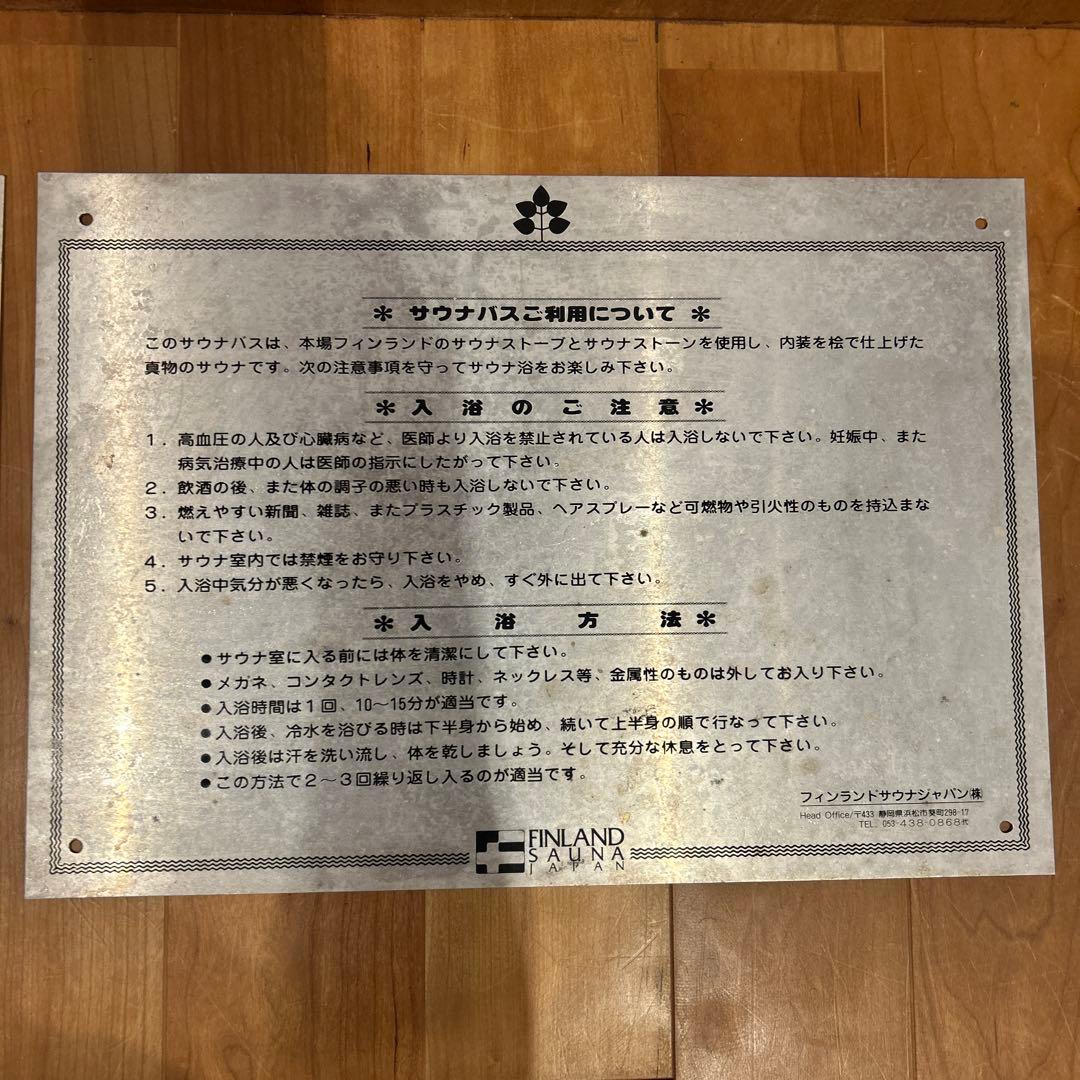 ＊ サウナバスご利用について ＊
このサウナバスは、本場フィンランドのサウナストーブとサウナストーンを使用し、内装を桧で仕上げた
真物のサウナです。次の注意事項を守ってサウナ浴をお楽しみ下さい。
＊ 入浴のご注意 ＊
1．高血圧の人及び心臓病など、医師より入浴を禁止されている人は入浴しないで下さい。妊娠中、また
病気治療中の人は医師の指示にしたがって下さい。
2．飲酒の後、また体の調子の悪い時も入浴しないで下さい。
3．燃えやすい新聞、雑誌、またプラスチック製品、ヘアスプレーなど可燃物や引火性のものを持込まな
いで下さい。
4．サウナ室内では禁煙をお守り下さい。
5．入浴中気分が悪くなったら、入浴をやめ、すぐ外に出て下さい。
＊ 入浴方法 ＊
●サウナ室に入る前には体を清潔にして下さい。
●メガネ、コンタクトレンズ、時計、ネックレス等、金属性のものは外してお入り下さい。
●入浴時間は1回、10〜15分が適当です。
●入浴後、冷水を浴びる時は下半身から始め、続いて上半身の順で行なって下さい。
●入浴後は汗を洗い流し、体を乾しましょう。そして充分な休息をとって下さい。
●この方法で2〜3回繰り返し入るのが適当です。
フィンランドサウナジャパン㈱
Head Office/〒433 静岡県浜松市葵町298-17
TEL. 053-438-0868代
FINLAND
SAUNA
JAPAN